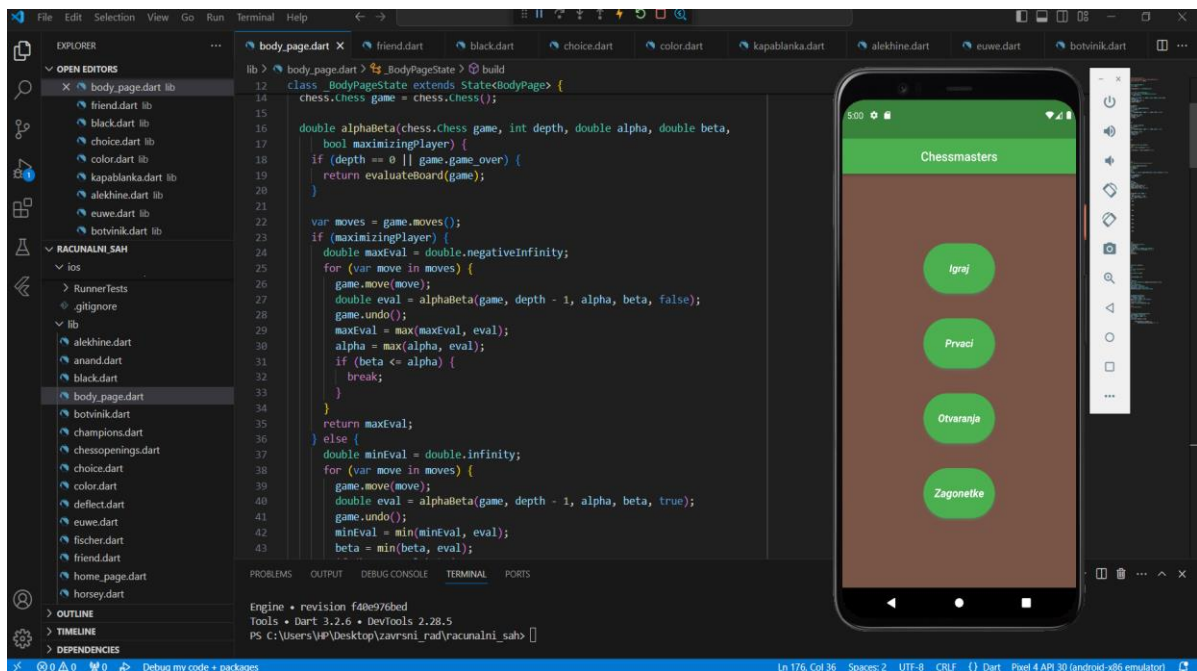 File Edit Selection View Go Run Terminal Help
EXPLORER
OPEN EDITORS
body_page.dart lib
friend.dart lib
black.dart lib
choice.dart lib
color.dart lib
kapablanka.dart lib
alekhine.dart lib
euwe.dart lib
botvinik.dart lib
RACUNALNI_SAH
ios
RunnerTests
.gitignore
lib
alekhine.dart
anand.dart
black.dart
body_page.dart
botvinik.dart
champions.dart
chessopenings.dart
choice.dart
color.dart
deflect.dart
euwe.dart
fischer.dart
friend.dart
home_page.dart
horsey.dart
OUTLINE
TIMELINE
DEPENDENCIES
body_page.dart friend.dart black.dart choice.dart color.dart kapablanka.dart alekhine.dart euwe.dart botvinik.dart
lib > body_page.dart > _BodyPageState > build
12 class _BodyPageState extends State<BodyPage> {
14 chess.Chess game = chess.Chess();
15
16 double alphaBeta(chess.Chess game, int depth, double alpha, double beta,
17 bool maximizingPlayer) {
18 if (depth == 0 || game.game_over) {
19 return evaluateBoard(game);
20 }
21
22 var moves = game.moves();
23 if (maximizingPlayer) {
24 double maxEval = double.negativeInfinity;
25 for (var move in moves) {
26 game.move(move);
27 double eval = alphaBeta(game, depth - 1, alpha, beta, false);
28 game.undo();
29 maxEval = max(maxEval, eval);
30 alpha = max(alpha, eval);
31 if (beta <= alpha) {
32 break;
33 }
34 }
35 return maxEval;
36 } else {
37 double minEval = double.infinity;
38 for (var move in moves) {
39 game.move(move);
40 double eval = alphaBeta(game, depth - 1, alpha, beta, true);
41 game.undo();
42 minEval = min(minEval, eval);
43 beta = min(beta, eval);
PROBLEMS OUTPUT DEBUG CONSOLE TERMINAL PORTS
Engine • revision f40e976bed
Tools • Dart 3.2.6 • DevTools 2.28.5
PS C:\Users\HP\Desktop\zavrsni_rad\racunalni_sah>
5:00
Chessmasters
Igraj
Prvaci
Otvaranja
Zagonetke
0 0 0 Debug my code + packages
Ln 176, Col 36 Spaces: 2 UTF-8 CRLF {} Dart Pixel 4 API 30 (android-x86 emulator)